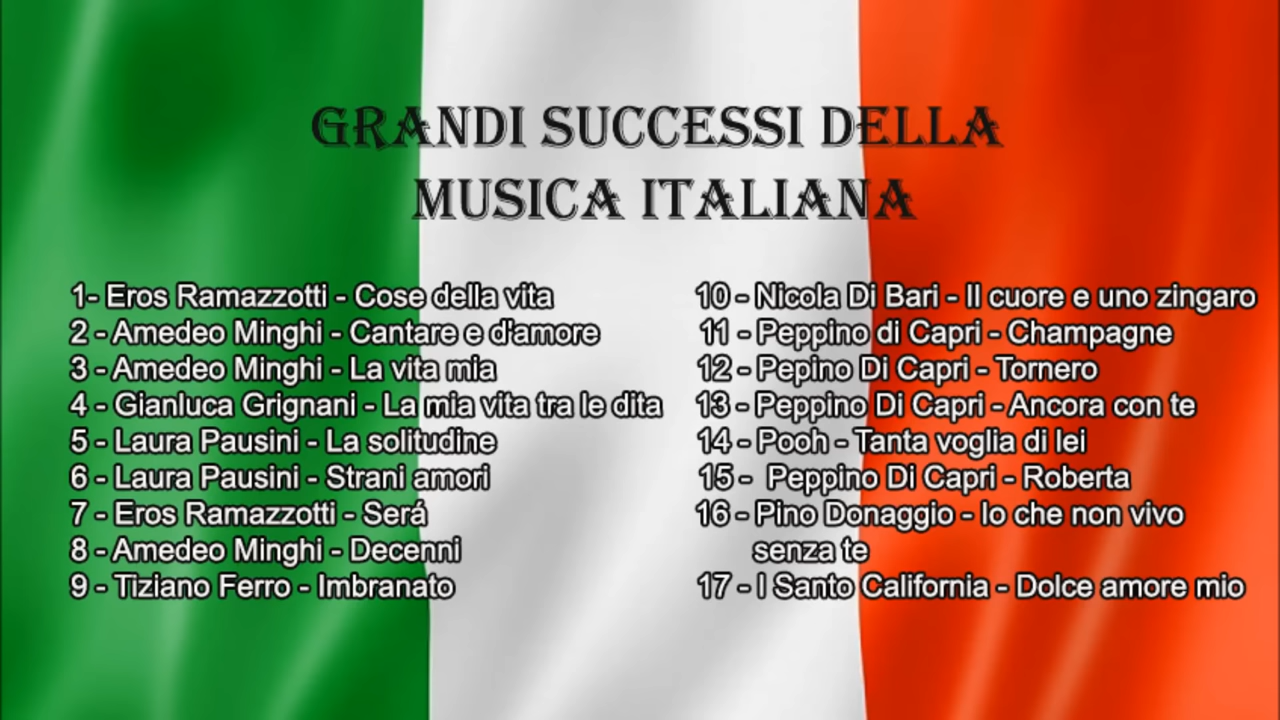 GRANDI SUCCESSI DELLA
MUSICA ITALIANA
1- Eros Ramazzotti - Cose della vita
2 - Amedeo Minghi - Cantare e d'amore
3 - Amedeo Minghi - La vita mia
4 - Gianluca Grignani - La mia vita tra le dita
5 - Laura Pausini - La solitudine
6 - Laura Pausini - Strani amori
7 - Eros Ramazzotti - Será
8 - Amedeo Minghi - Decenni
9 - Tiziano Ferro - Imbranato
10 - Nicola Di Bari - Il cuore e uno zingaro
11 - Peppino di Capri - Champagne
12 - Pepino Di Capri - Tornero
13 - Peppino Di Capri - Ancora con te
14 - Pooh - Tanta voglia di lei
15 - Peppino Di Capri - Roberta
16 - Pino Donaggio - Io che non vivo
senza te
17 - I Santo California - Dolce amore mio